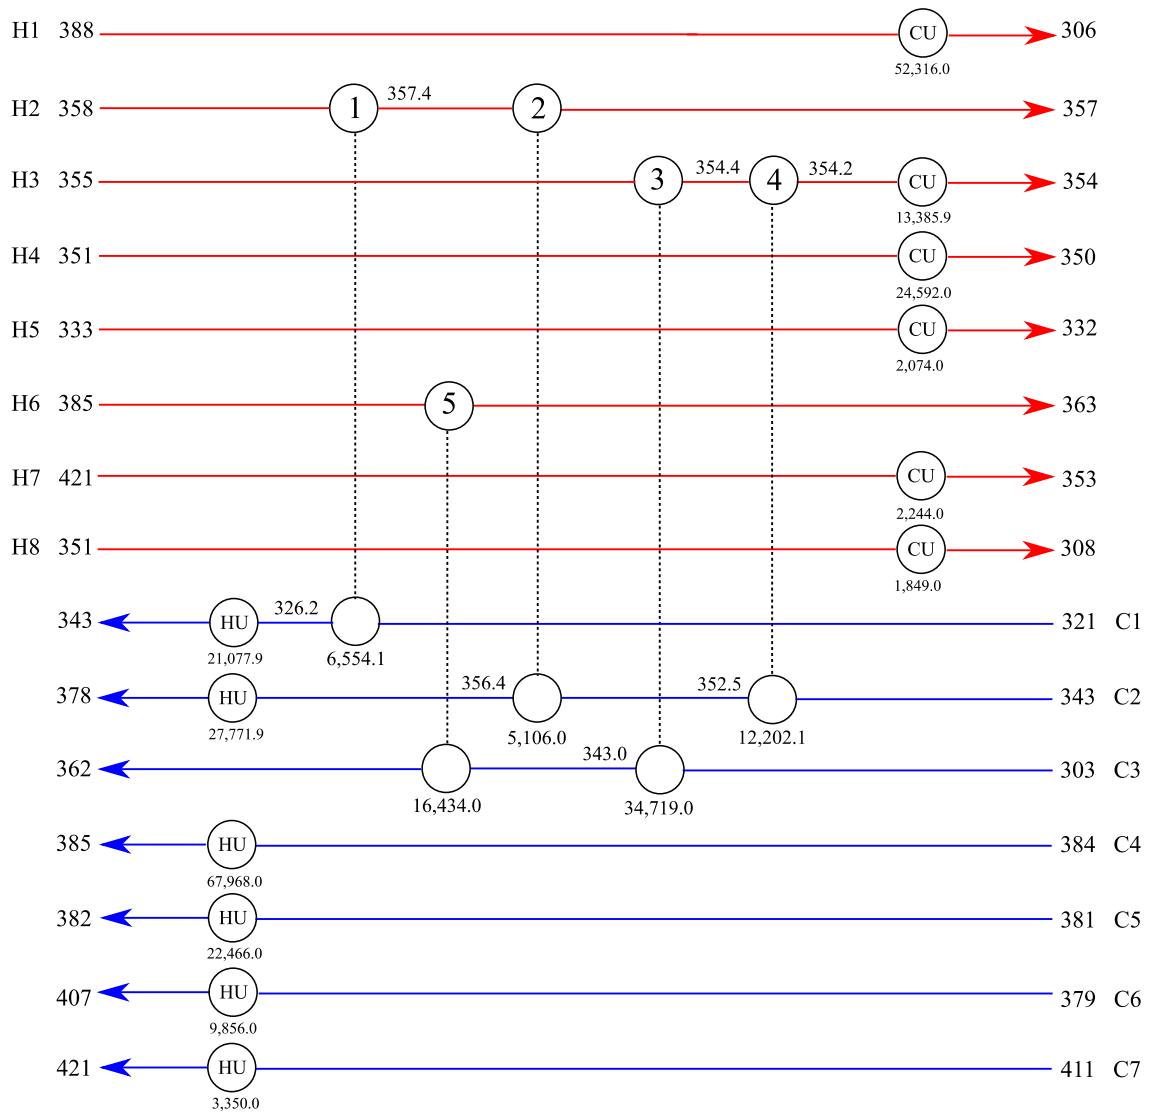 H1 388 CU 306
52,316.0
H2 358 1 357.4 2 357
H3 355 3 354.4 4 354.2 CU 354
13,385.9
H4 351 CU 350
24,592.0
H5 333 CU 332
2,074.0
H6 385 5 363
H7 421 CU 353
2,244.0
H8 351 CU 308
1,849.0
343 HU 326.2 321 C1
21,077.9 6,554.1
378 HU 356.4 352.5 343 C2
27,771.9 5,106.0 12,202.1
362 343.0 303 C3
16,434.0 34,719.0
385 HU 384 C4
67,968.0
382 HU 381 C5
22,466.0
407 HU 379 C6
9,856.0
421 HU 411 C7
3,350.0